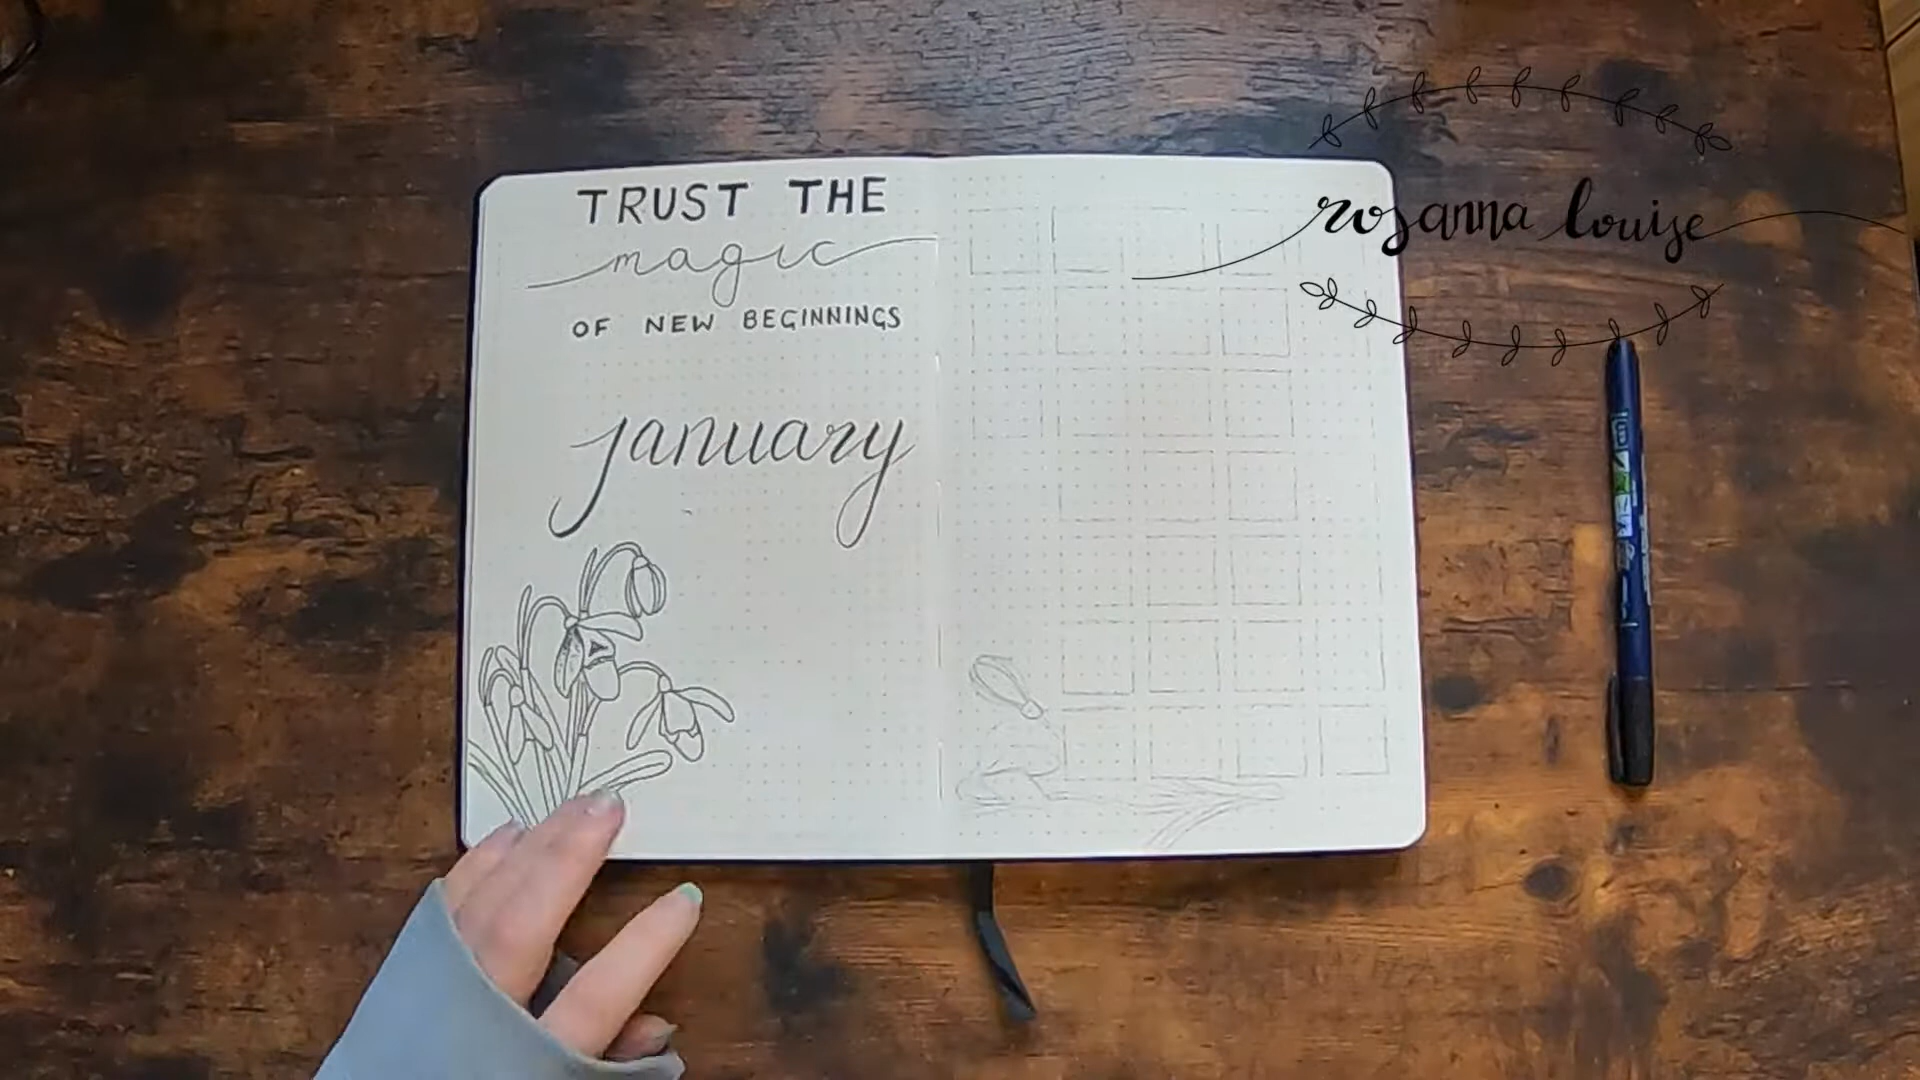 TRUST THE
magic
OF NEW BEGINNINGS
january
rosanna louise